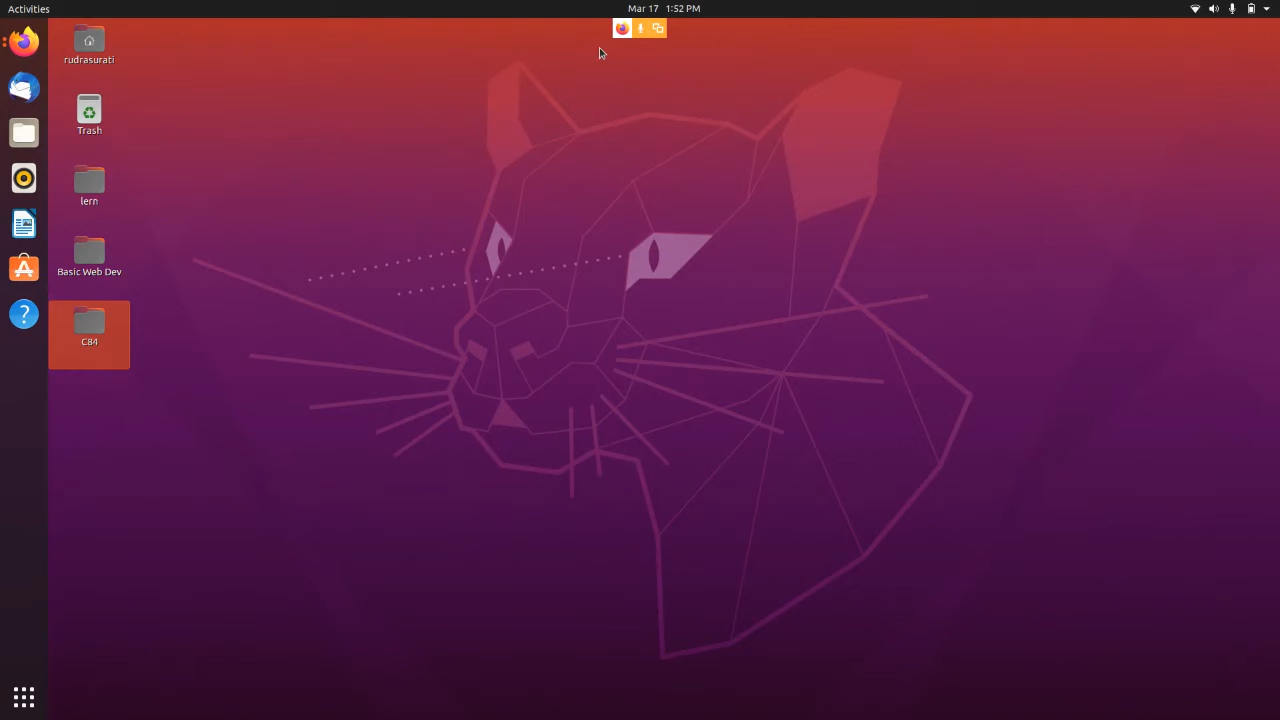 Activities
Mar 17 1:52 PM
rudrasurati
Trash
lern
Basic Web Dev
C84